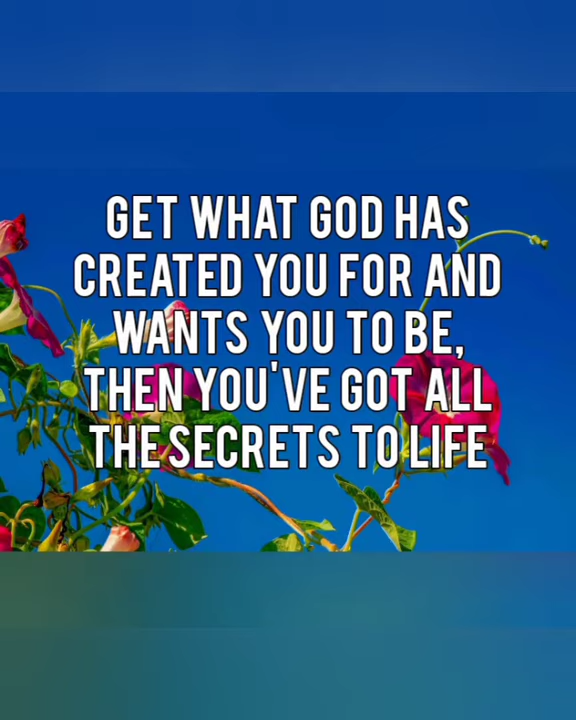 GET WHAT GOD HAS
CREATED YOU FOR AND
WANTS YOU TO BE,
THEN YOU'VE GOT ALL
THE SECRETS TO LIFE